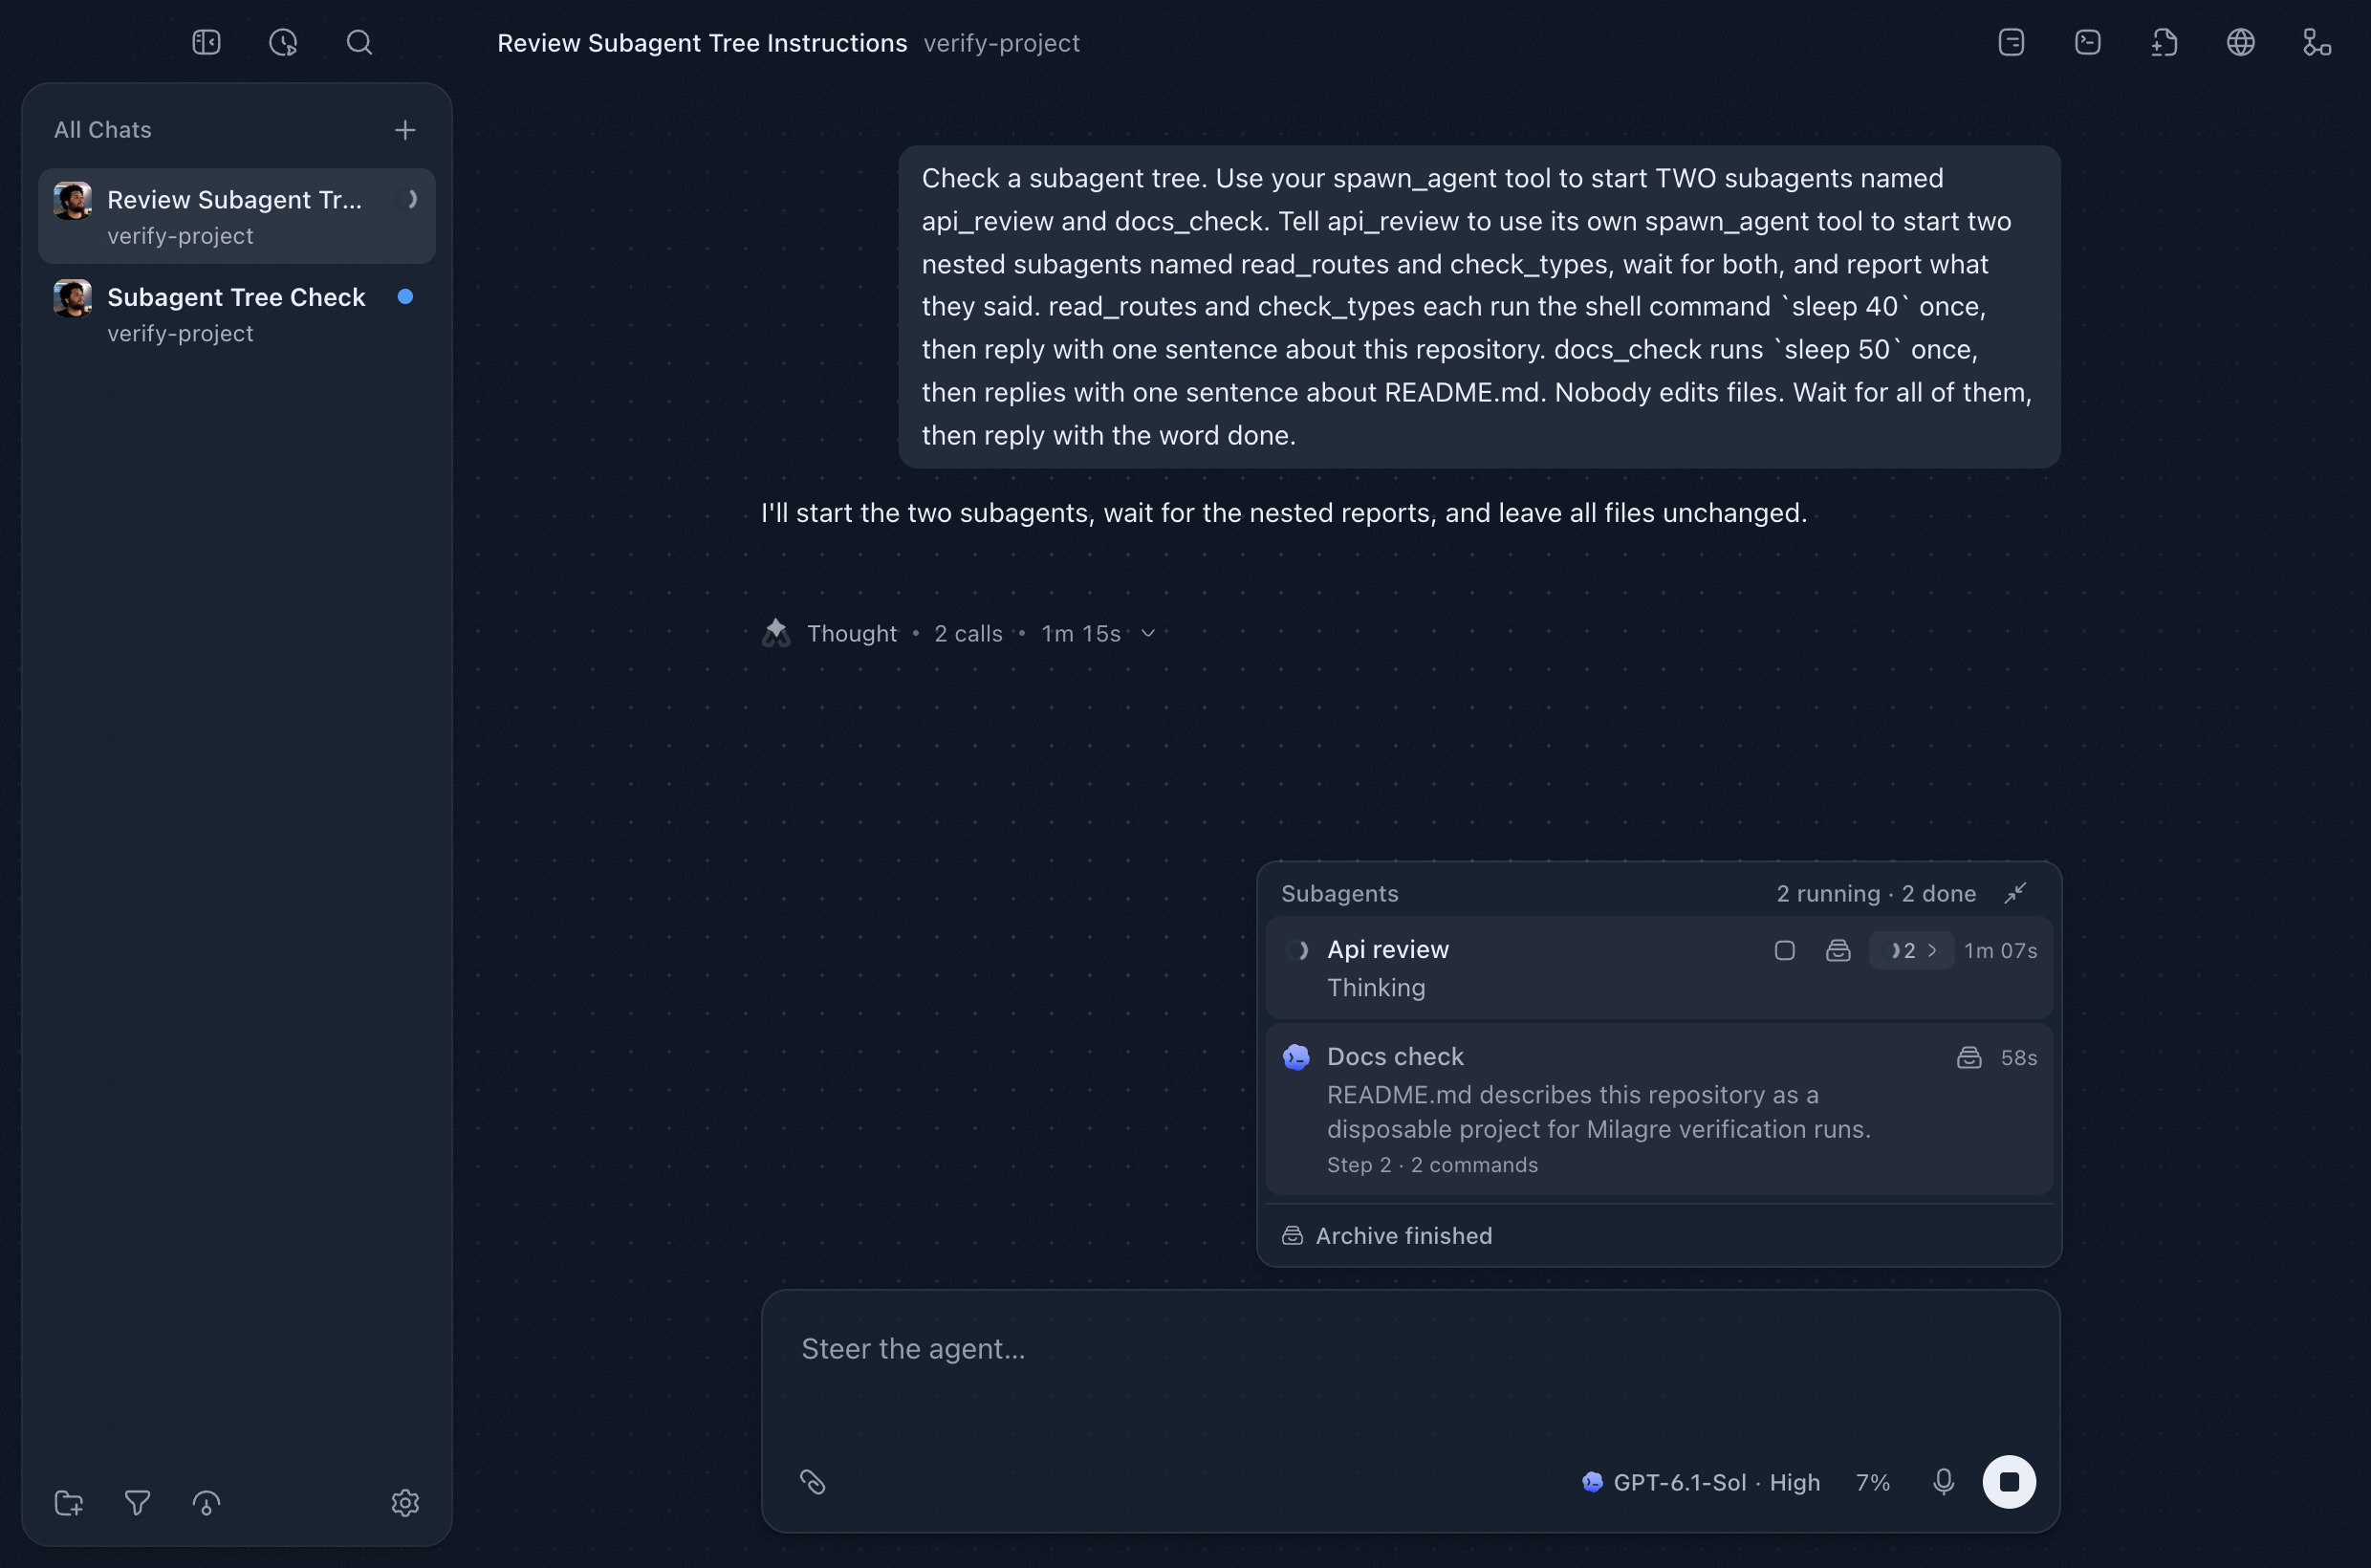 Review Subagent Tree Instructions verify-project
All Chats
Review Subagent Tr...
verify-project
Subagent Tree Check
verify-project
Check a subagent tree. Use your spawn_agent tool to start TWO subagents named
api_review and docs_check. Tell api_review to use its own spawn_agent tool to start two
nested subagents named read_routes and check_types, wait for both, and report what
they said. read_routes and check_types each run the shell command `sleep 40` once,
then reply with one sentence about this repository. docs_check runs `sleep 50` once,
then replies with one sentence about README.md. Nobody edits files. Wait for all of them,
then reply with the word done.
I'll start the two subagents, wait for the nested reports, and leave all files unchanged.
Thought • 2 calls • 1m 15s
Subagents 2 running · 2 done
Api review 2 1m 07s
Thinking
Docs check 58s
README.md describes this repository as a
disposable project for Milagre verification runs.
Step 2 · 2 commands
Archive finished
Steer the agent...
GPT-6.1-Sol · High 7%